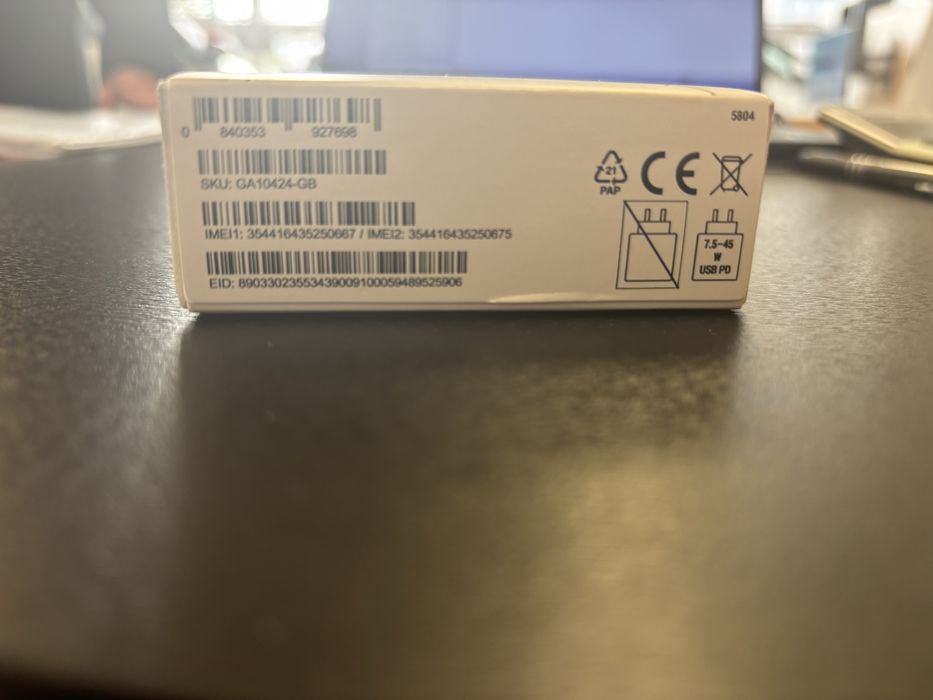 0 840353 927698
5804
SKU: GA10424-GB
21
PAP
CE
IMEI1: 354416435250667 / IMEI2: 354416435250675
7.5-45
W
USB PD
EID: 89033023553439009100059489525906